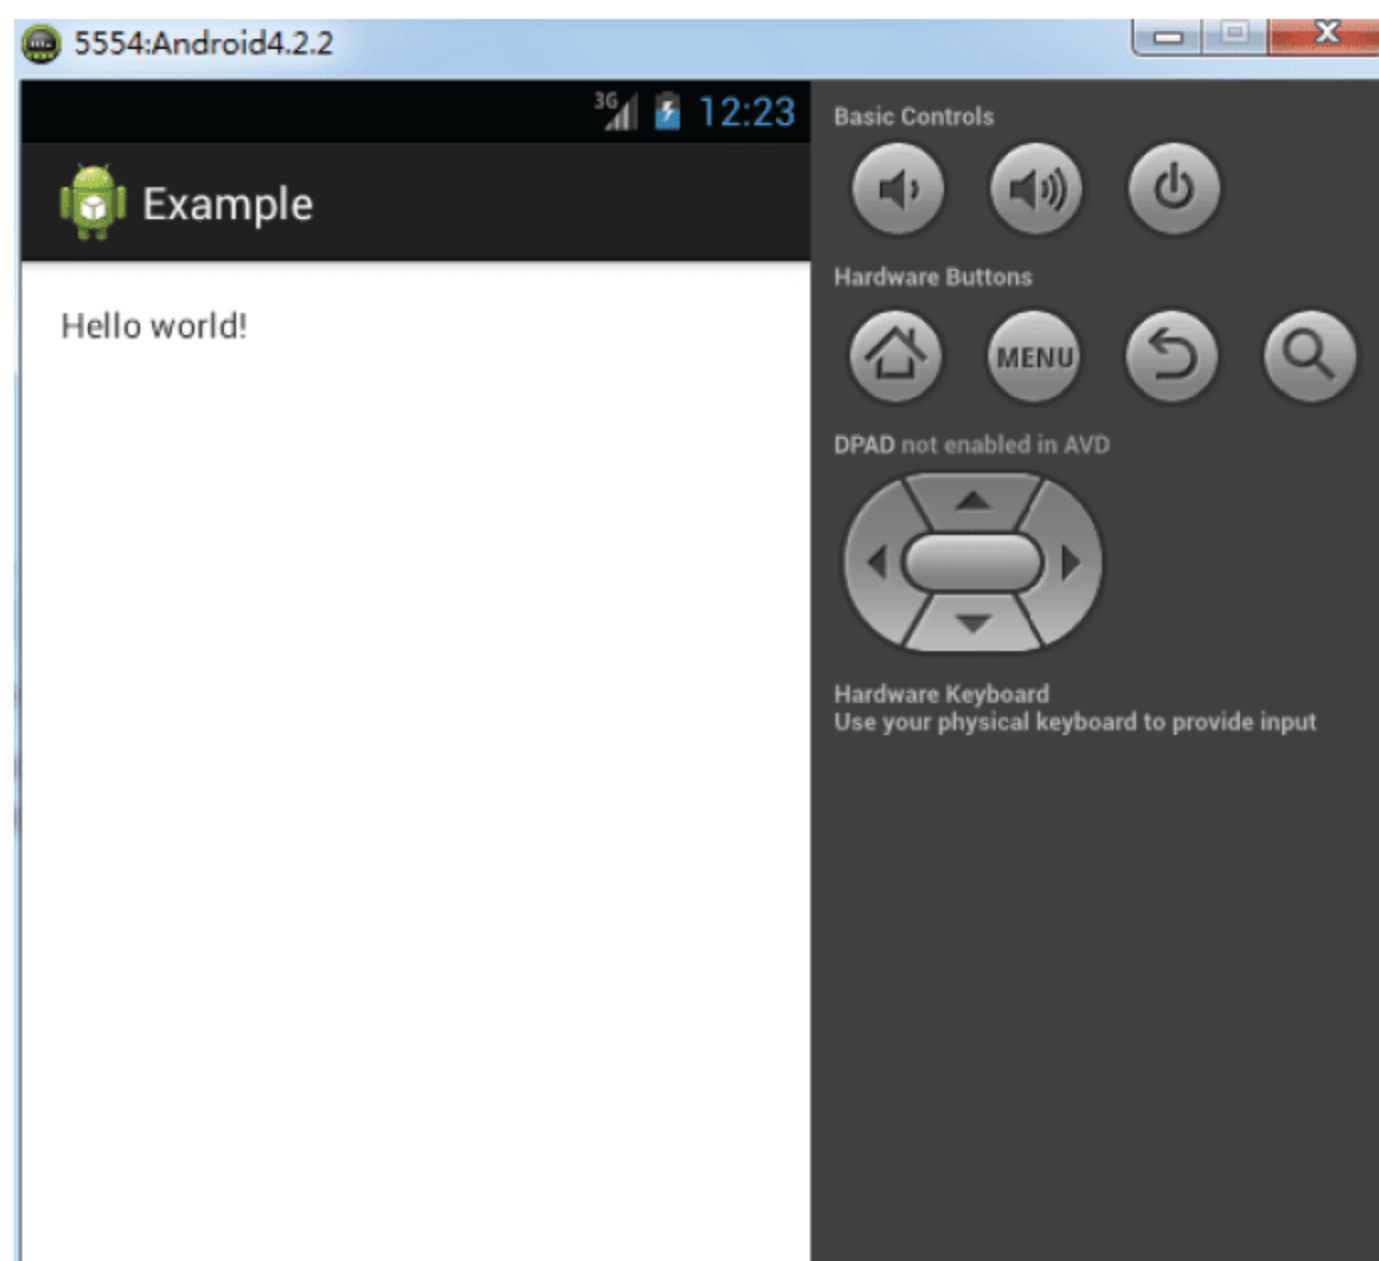 5554:Android4.2.2
3G 12:23
Example
Hello world!
Basic Controls
Hardware Buttons
MENU
DPAD not enabled in AVD
Hardware Keyboard
Use your physical keyboard to provide input